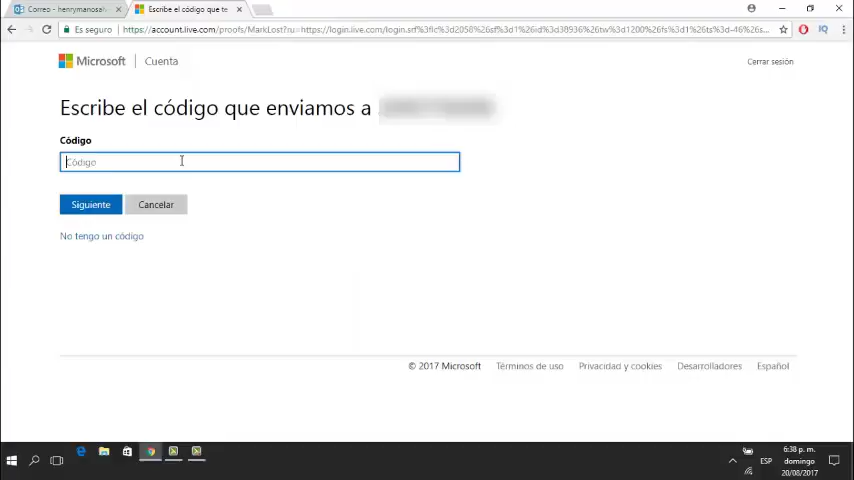 Correo - henrymanosal
Escribe el código que te
Es seguro
https://account.live.com/proofs/MarkLost?ru=https://login.live.com/login.srf%3flc%3d2058%26sf%3d1%26id%3d38936%26tw%3d1200%26fs%3d1%26ts%3d-46%26s...
Microsoft
Cuenta
Cerrar sesión
Escribe el código que enviamos a
Código
Código
Siguiente
Cancelar
No tengo un código
© 2017 Microsoft
Términos de uso
Privacidad y cookies
Desarrolladores
Español
6:38 p. m.
ESP
domingo
20/08/2017